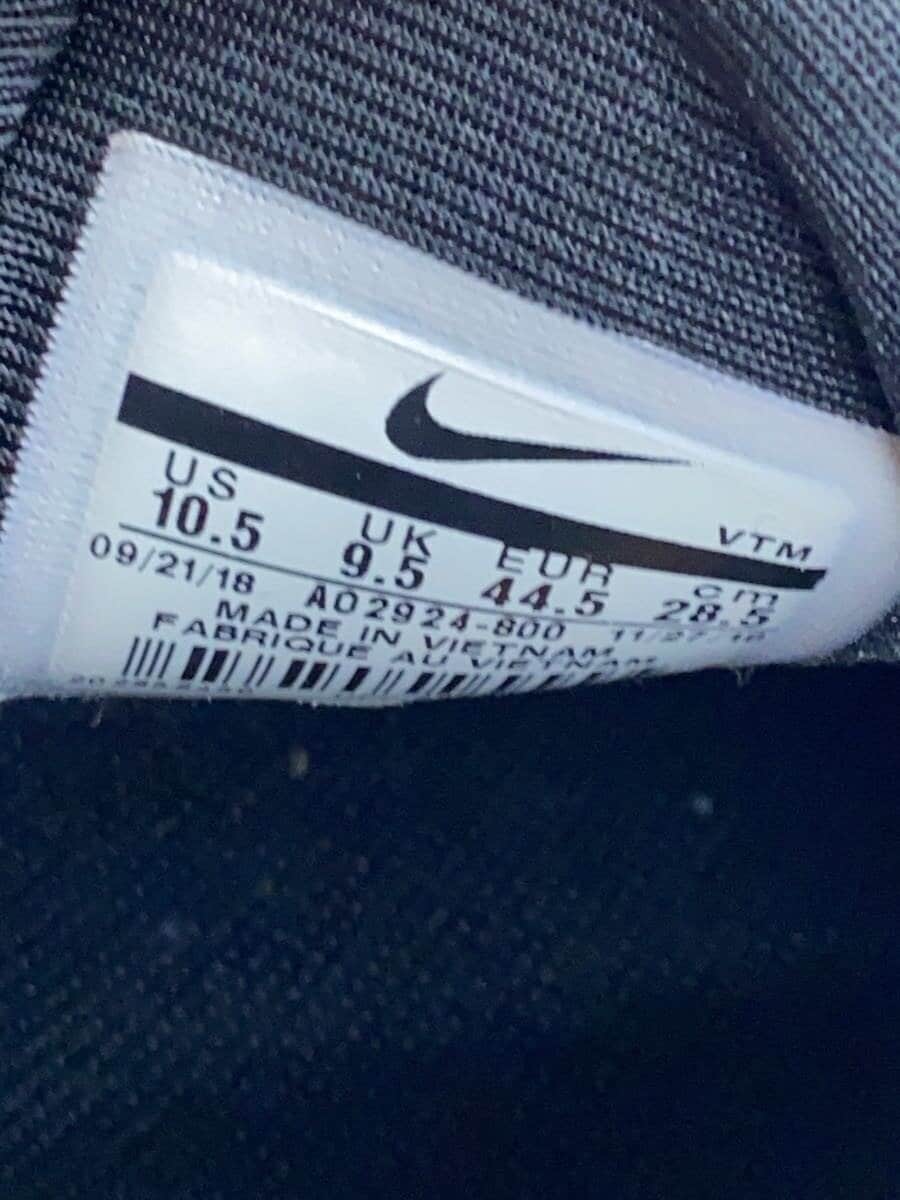 VTM
US UK EUR cm
10.5 9.5 44.5 28.5
09/21/18 AO2924-800
MADE IN VIETNAM
FABRIQUE AU VIETNAM